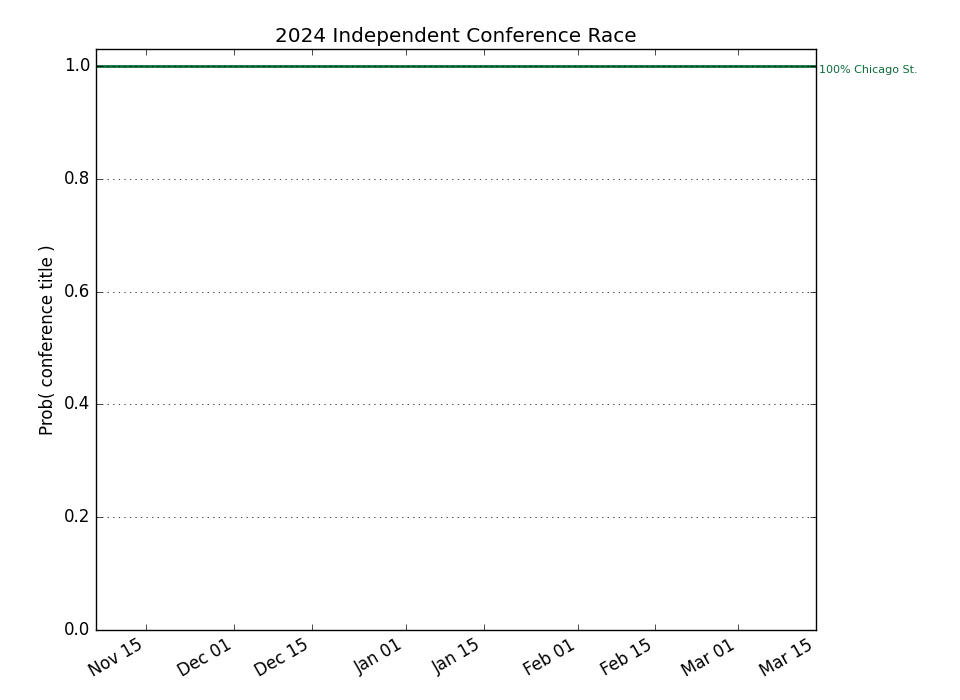 2024 Independent Conference Race
1.0
100% Chicago St.
0.8
0.6
0.4
0.2
0.0
Prob( conference title )
Nov 15
Dec 01
Dec 15
Jan 01
Jan 15
Feb 01
Feb 15
Mar 01
Mar 15